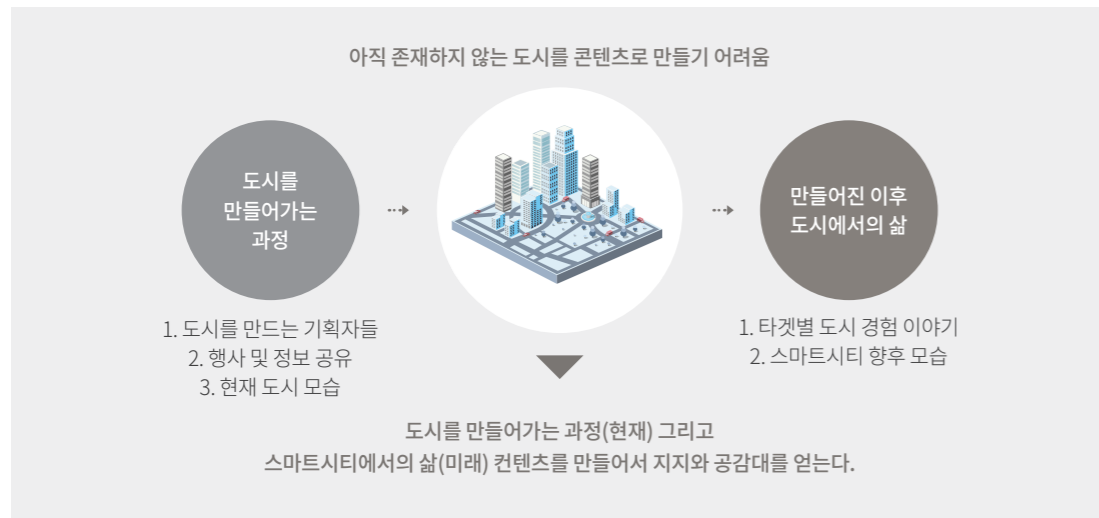 아직 존재하지 않는 도시를 콘텐츠로 만들기 어려움
도시를
만들어가는
과정
만들어진 이후
도시에서의 삶
1. 도시를 만드는 기획자들
2. 행사 및 정보 공유
3. 현재 도시 모습
1. 타겟별 도시 경험 이야기
2. 스마트시티 향후 모습
도시를 만들어가는 과정(현재) 그리고
스마트시티에서의 삶(미래) 컨텐츠를 만들어서 지지와 공감대를 얻는다.